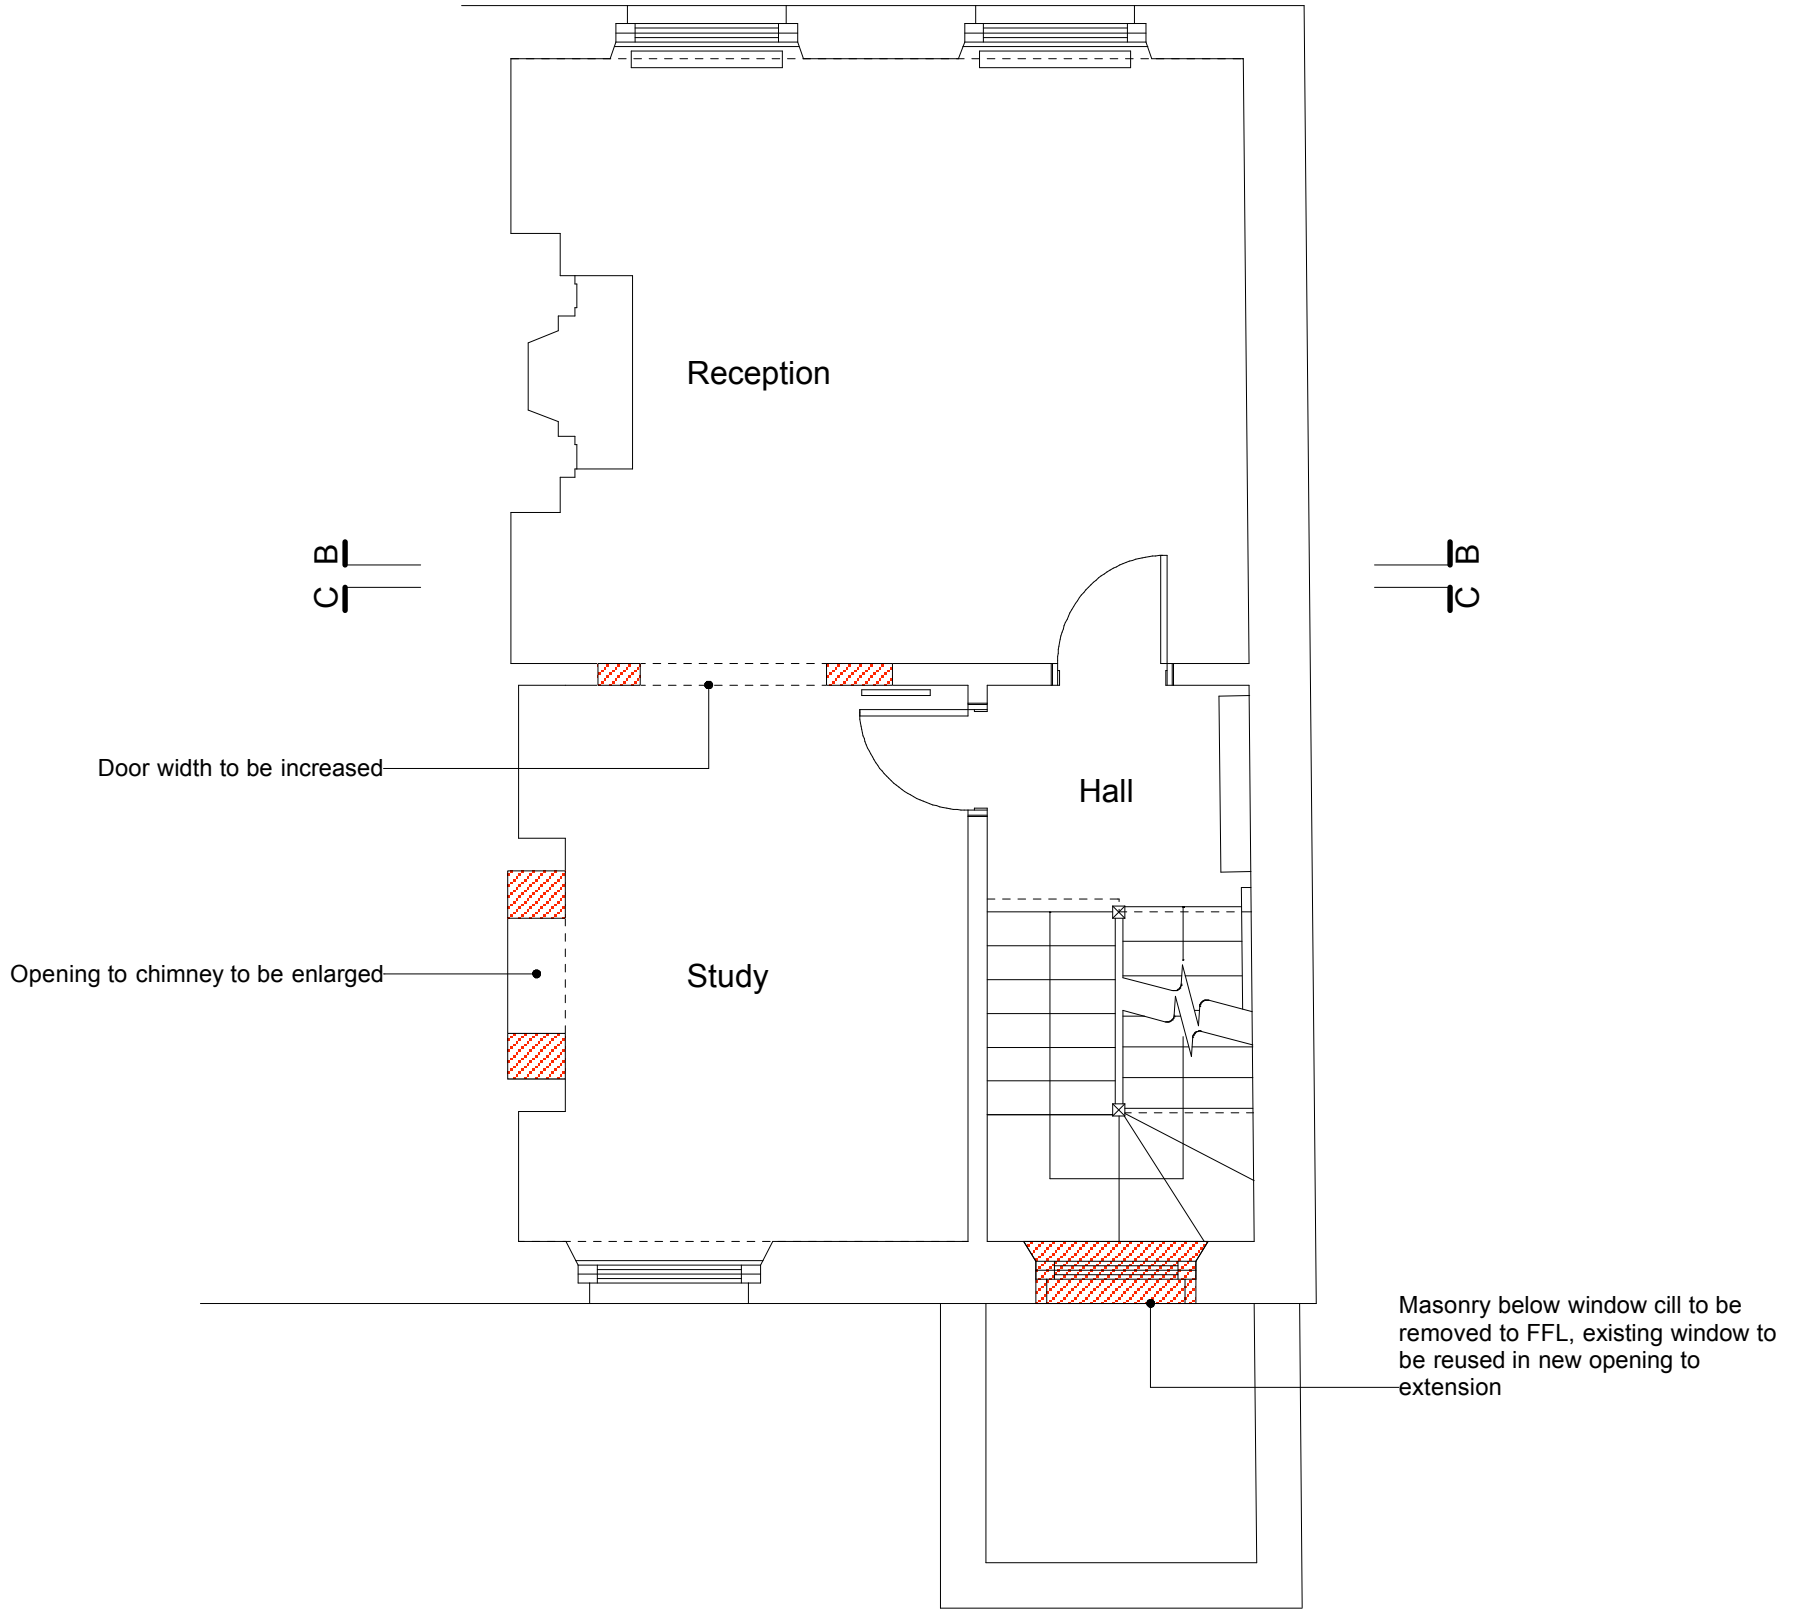 Reception
B
C
B
C
Door width to be increased
Hall
Opening to chimney to be enlarged
Study
Masonry below window cill to be
removed to FFL, existing window to
be reused in new opening to
extension